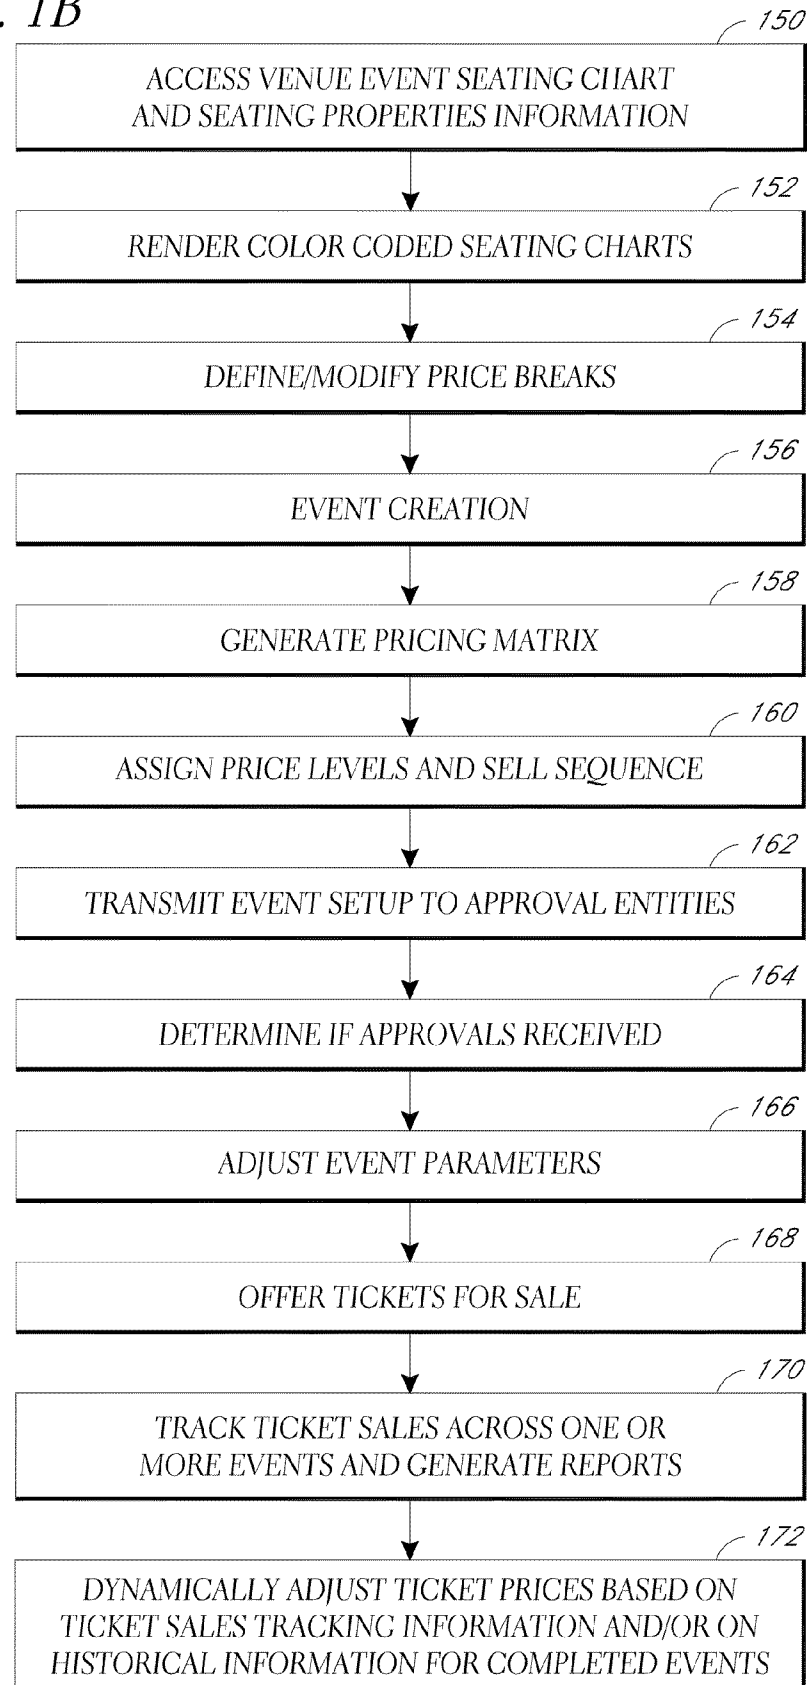 . 1B
150
ACCESS VENUE EVENT SEATING CHART
AND SEATING PROPERTIES INFORMATION
152
RENDER COLOR CODED SEATING CHARTS
154
DEFINE/MODIFY PRICE BREAKS
156
EVENT CREATION
158
GENERATE PRICING MATRIX
160
ASSIGN PRICE LEVELS AND SELL SEQUENCE
162
TRANSMIT EVENT SETUP TO APPROVAL ENTITIES
164
DETERMINE IF APPROVALS RECEIVED
166
ADJUST EVENT PARAMETERS
168
OFFER TICKETS FOR SALE
170
TRACK TICKET SALES ACROSS ONE OR
MORE EVENTS AND GENERATE REPORTS
172
DYNAMICALLY ADJUST TICKET PRICES BASED ON
TICKET SALES TRACKING INFORMATION AND/OR ON
HISTORICAL INFORMATION FOR COMPLETED EVENTS